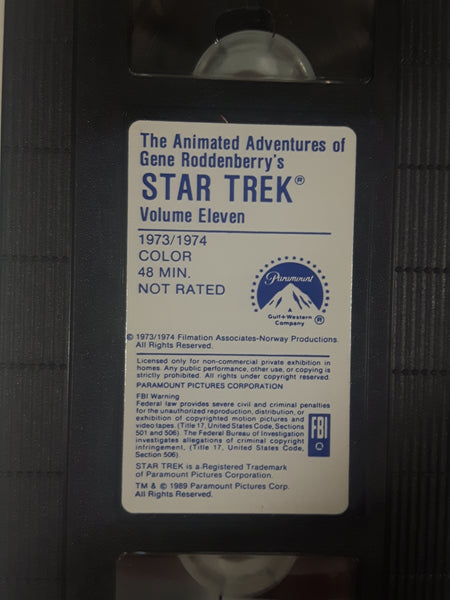 The Animated Adventures of
Gene Roddenberry's
STAR TREK®
Volume Eleven
1973/1974
COLOR
48 MIN.
NOT RATED
Paramount
A
Gulf+Western
Company ®
© 1973/1974 Filmation Associates-Norway Productions.
All Rights Reserved.
Licensed only for non-commercial private exhibition in
homes. Any public performance, other use, or copying is
strictly prohibited. All rights under copyright reserved.
PARAMOUNT PICTURES CORPORATION
FBI Warning
Federal law provides severe civil and criminal penalties
for the unauthorized reproduction, distribution, or
exhibition of copyrighted motion pictures and
video tapes. (Title 17, United States Code, Sections
501 and 506). The Federal Bureau of Investigation
investigates allegations of criminal copyright
infringement, (Title 17, United States Code,
Section 506).
FBI
STAR TREK is a Registered Trademark
of Paramount Pictures Corporation.
TM & © 1989 Paramount Pictures Corp.
All Rights Reserved.